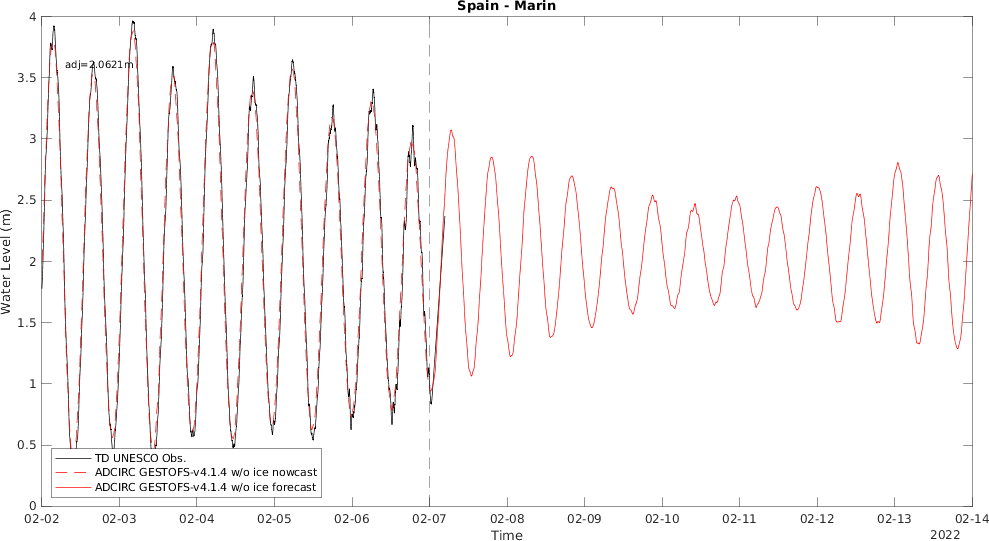 Spain - Marin
4
3.5
3
2.5
2
1.5
1
0.5
0
Water Level (m)
adj=2.0621m
TD UNESCO Obs.
ADCIRC GESTOFS-v4.1.4 w/o ice nowcast
ADCIRC GESTOFS-v4.1.4 w/o ice forecast
02-02 02-03 02-04 02-05 02-06 02-07 02-08 02-09 02-10 02-11 02-12 02-13 02-14
Time
2022